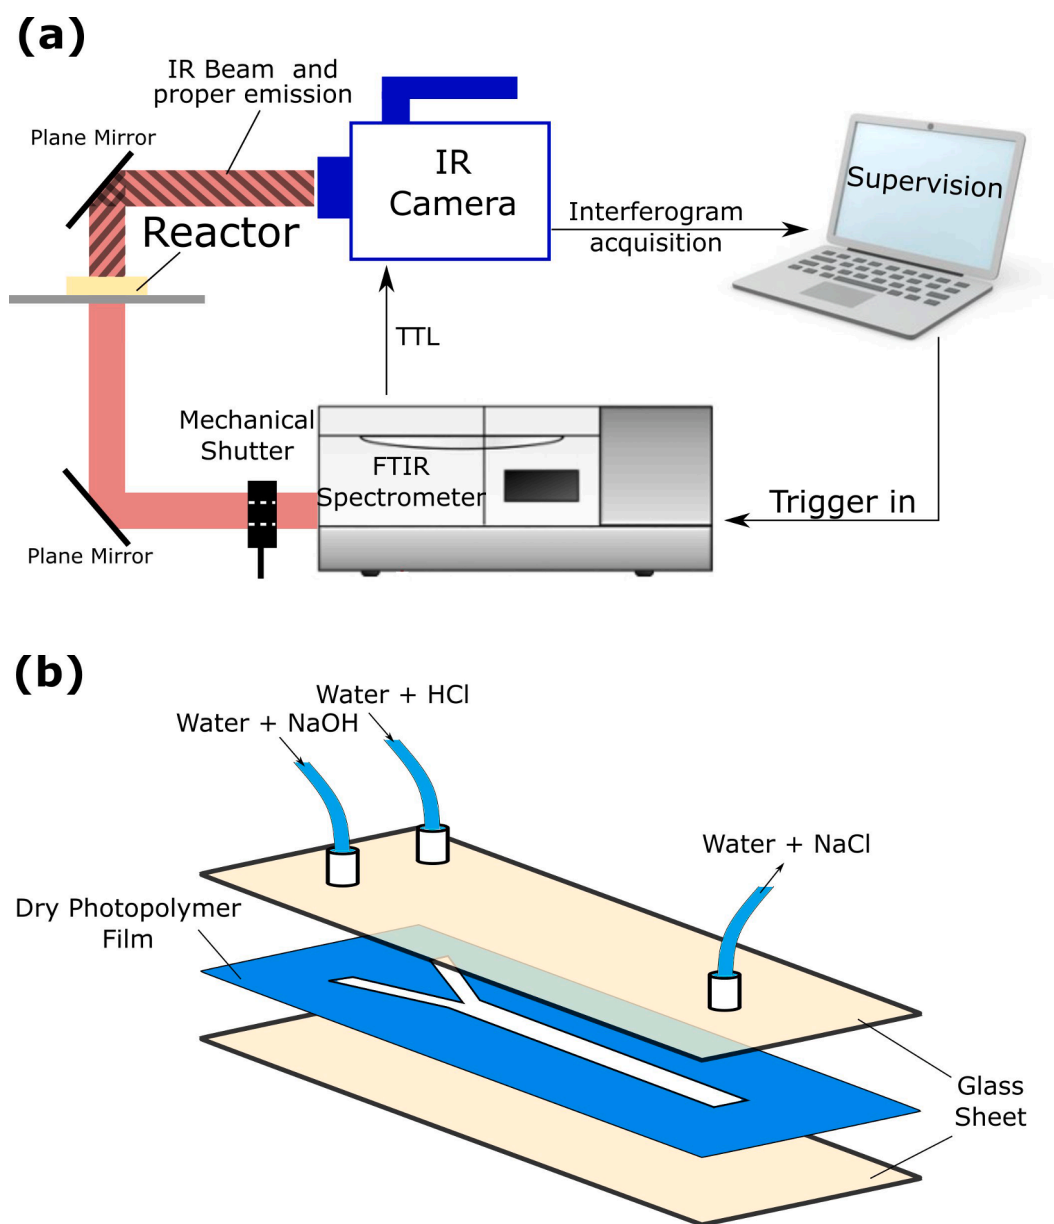 (a)
IR Beam and
proper emission
Plane Mirror
IR
Camera
Supervision
Reactor
Interferogram
acquisition
TTL
Mechanical
Shutter
FTIR
Spectrometer
Trigger in
Plane Mirror
(b)
Water + HCl
Water + NaOH
Water + NaCl
Dry Photopolymer
Film
Glass
Sheet